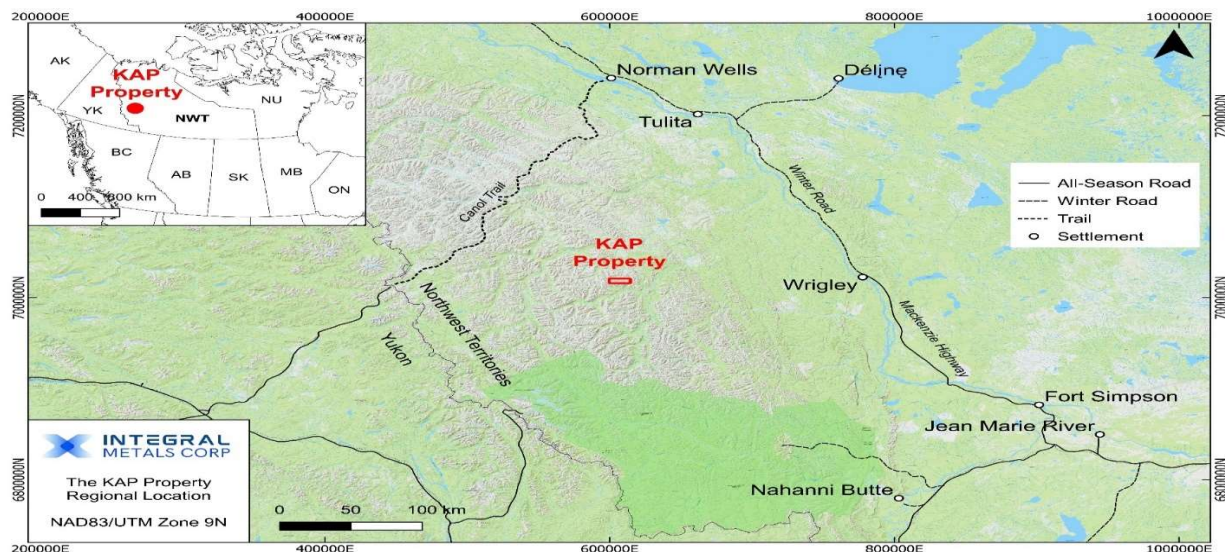 200000E 400000E 600000E 800000E 1000000E
7200000N
7000000N
6800000N
AK
KAP
Property
YK
NWT
NU
BC
AB
SK
MB
ON
0 400 800 km
Norman Wells
Délı̨nę
Tulita
Canol Trail
Winter Road
All-Season Road
Winter Road
Trail
Settlement
KAP
Property
Wrigley
Mackenzie Highway
Northwest Territories
Yukon
Fort Simpson
Jean Marie River
Nahanni Butte
INTEGRAL
METALS CORP
The KAP Property
Regional Location
NAD83/UTM Zone 9N
0 50 100 km
7200000N
7000000N
6800000N
200000E 400000E 600000E 800000E 1000000E